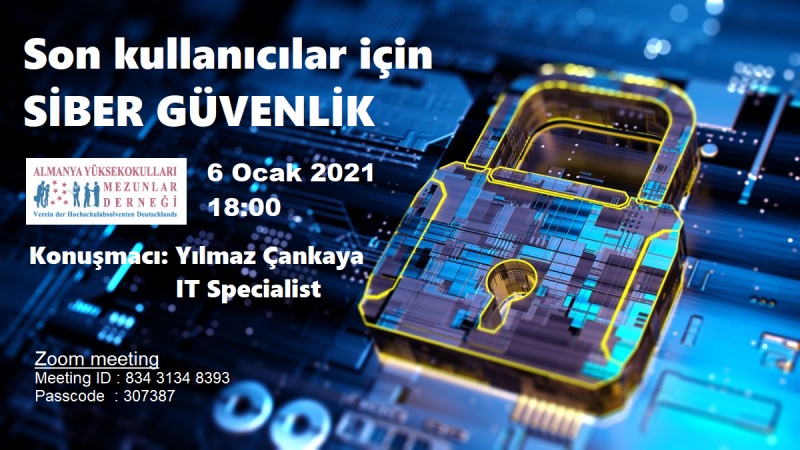 Son kullanıcılar için
SİBER GÜVENLİK
ALMANYA YÜKSEKOKULLARI
MEZUNLAR
DERNEĞİ
Verein der Hochschulabsolventen Deutschlands
6 Ocak 2021
18:00
Konuşmacı: Yılmaz Çankaya
IT Specialist
Zoom meeting
Meeting ID : 834 3134 8393
Passcode : 307387